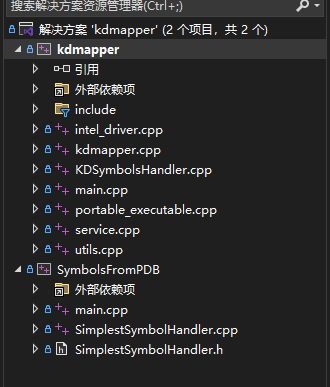 搜索解决方案资源管理器(Ctrl+;)
解决方案 'kdmapper' (2 个项目，共 2 个)
kdmapper
引用
外部依赖项
include
intel_driver.cpp
kdmapper.cpp
KDSymbolsHandler.cpp
main.cpp
portable_executable.cpp
service.cpp
utils.cpp
SymbolsFromPDB
外部依赖项
main.cpp
SimplestSymbolHandler.cpp
SimplestSymbolHandler.h